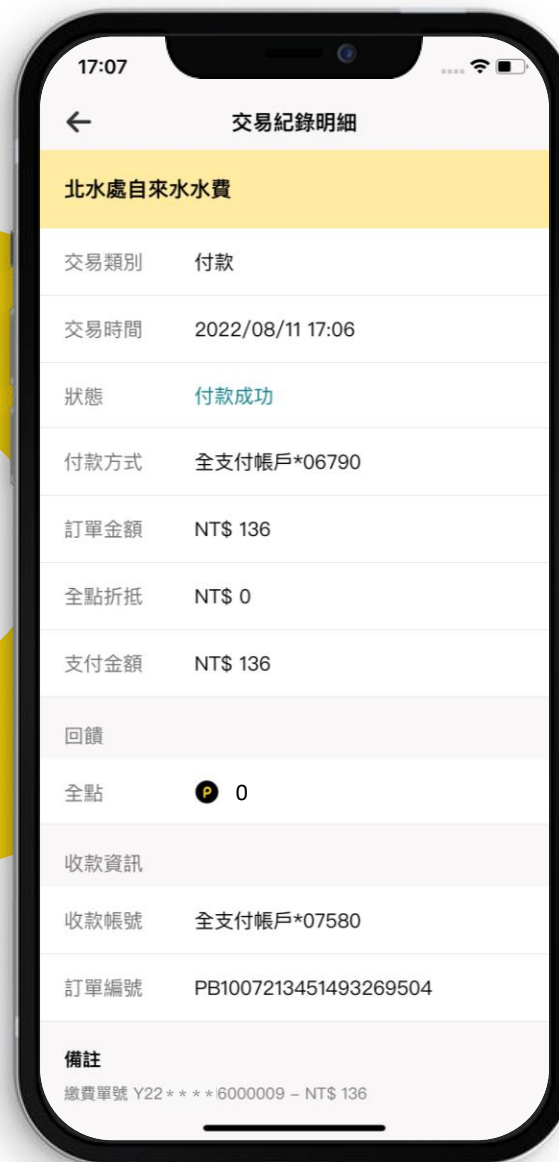 17:07
交易紀錄明細
北水處自來水水費
交易類別 付款
交易時間 2022/08/11 17:06
狀態 付款成功
付款方式 全支付帳戶*06790
訂單金額 NT$ 136
全點折抵 NT$ 0
支付金額 NT$ 136
回饋
全點 P 0
收款資訊
收款帳號 全支付帳戶*07580
訂單編號 PB1007213451493269504
備註
繳費單號 Y22＊＊＊＊6000009 – NT$ 136